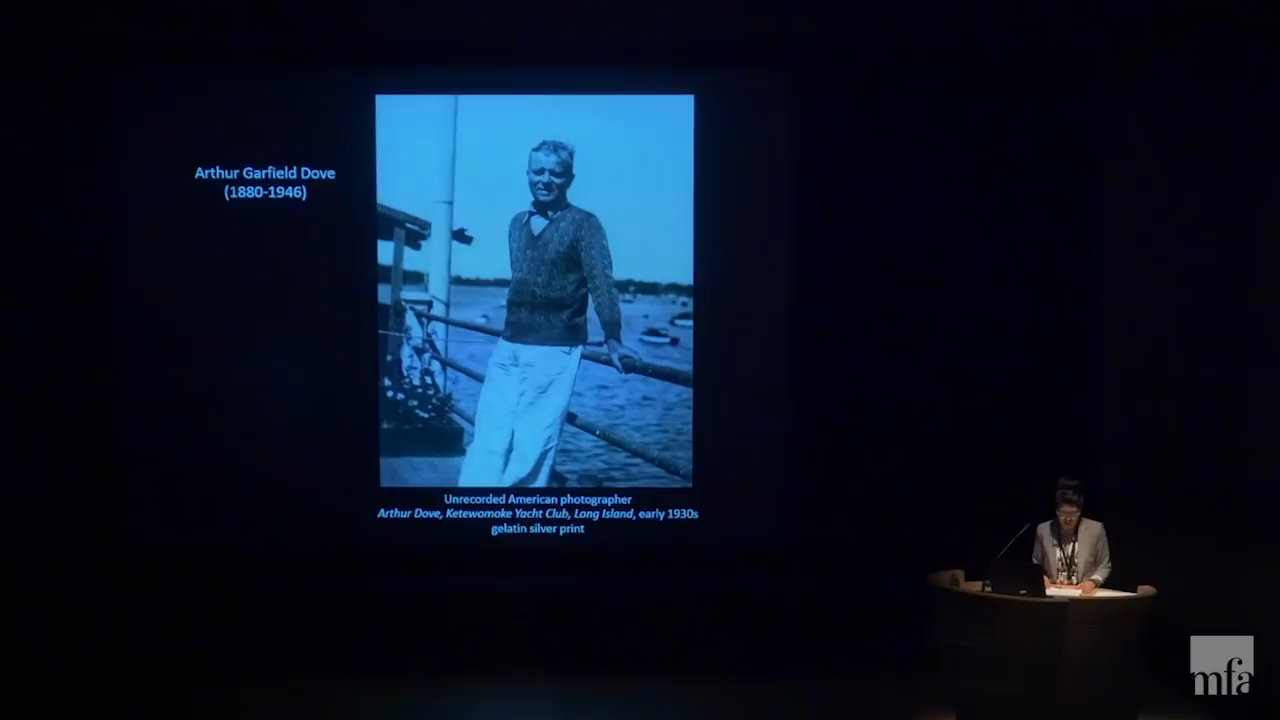 Arthur Garfield Dove
(1880-1946)
Unrecorded American photographer
Arthur Dove, Ketewomoke Yacht Club, Long Island, early 1930s
gelatin silver print
mfa